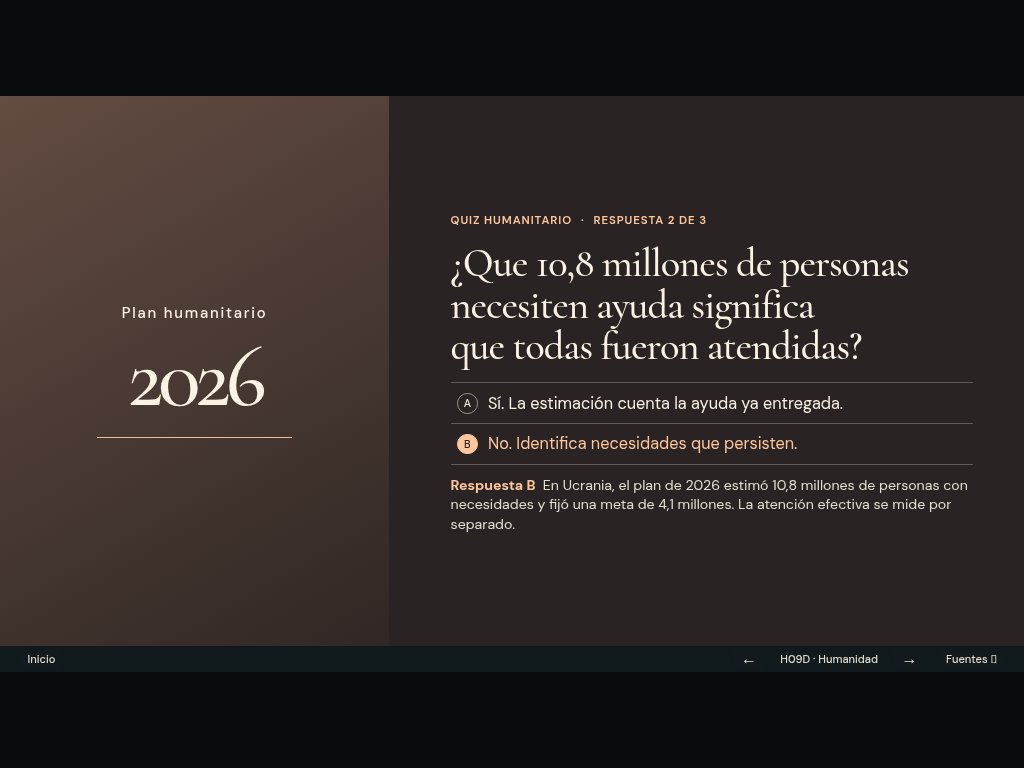 Plan humanitario
2026
QUIZ HUMANITARIO · RESPUESTA 2 DE 3
¿Que 10,8 millones de personas
necesiten ayuda significa
que todas fueron atendidas?
A Sí. La estimación cuenta la ayuda ya entregada.
B No. Identifica necesidades que persisten.
Respuesta B En Ucrania, el plan de 2026 estimó 10,8 millones de personas con
necesidades y fijó una meta de 4,1 millones. La atención efectiva se mide por
separado.
Inicio
← H09D · Humanidad → Fuentes